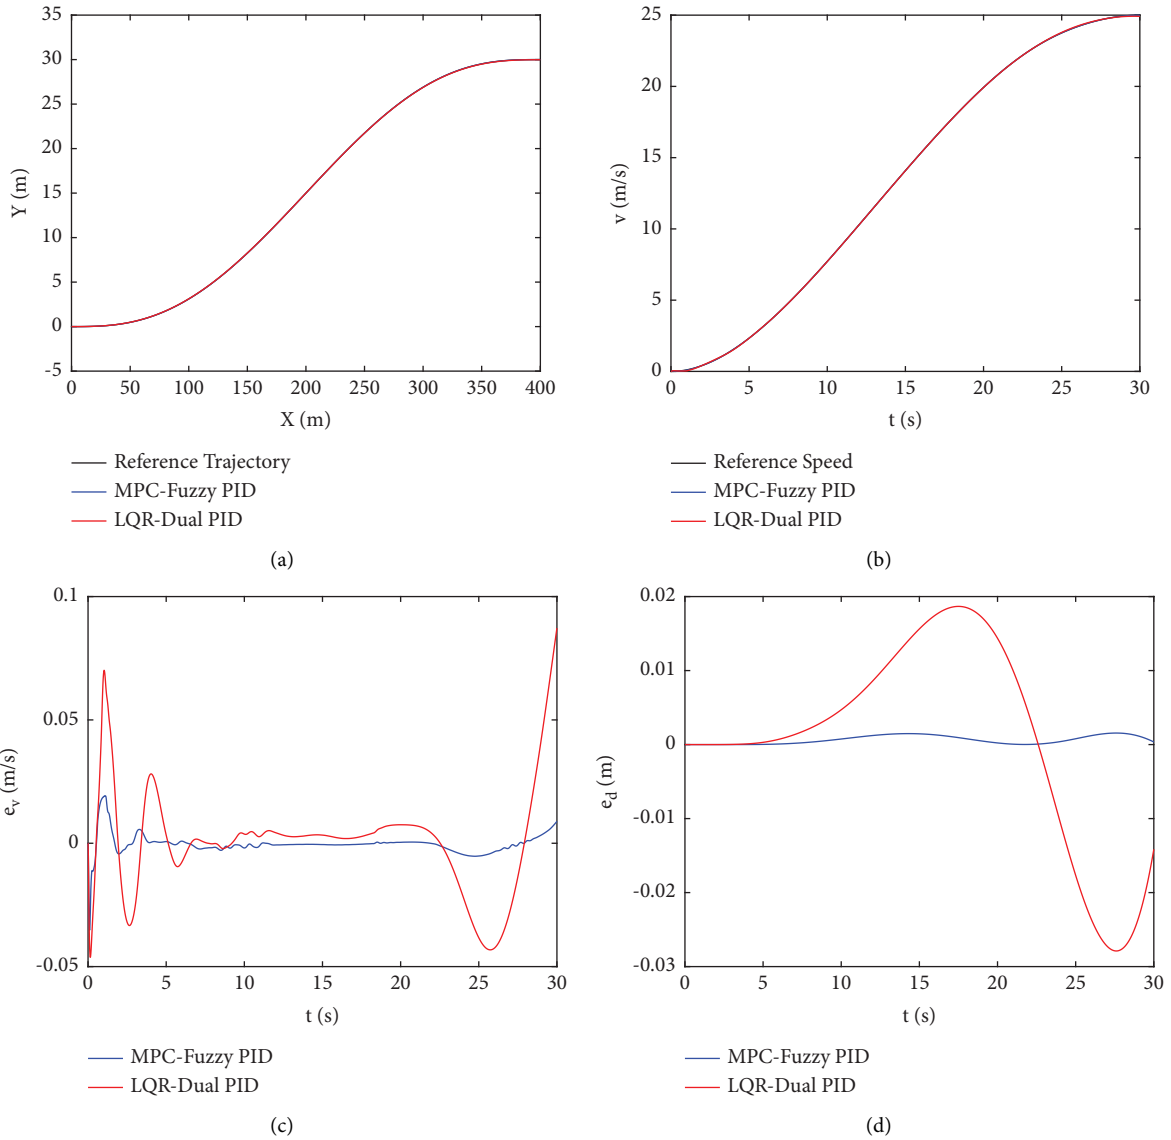 35
30
25
20
15
10
5
0
-5
Y (m)
0 50 100 150 200 250 300 350 400
X (m)
Reference Trajectory
MPC-Fuzzy PID
LQR-Dual PID
(a)
25
20
15
10
5
0
v (m/s)
0 5 10 15 20 25 30
t (s)
Reference Speed
MPC-Fuzzy PID
LQR-Dual PID
(b)
0.1
0.05
0
-0.05
e_v (m/s)
0 5 10 15 20 25 30
t (s)
MPC-Fuzzy PID
LQR-Dual PID
(c)
0.02
0.01
0
-0.01
-0.02
-0.03
e_d (m)
0 5 10 15 20 25 30
t (s)
MPC-Fuzzy PID
LQR-Dual PID
(d)